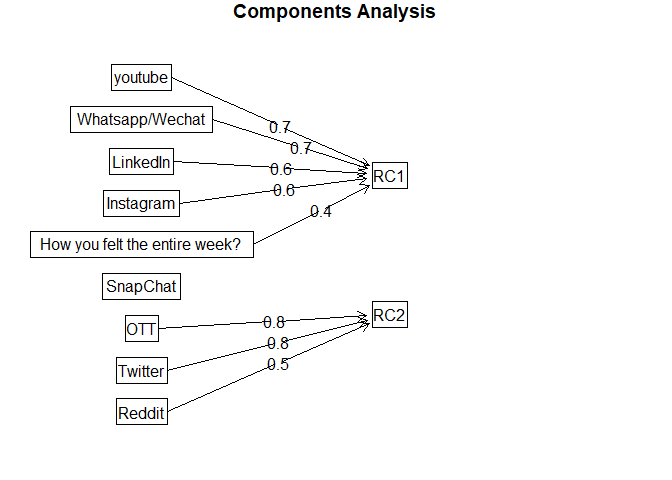 Components Analysis
youtube
0.7
Whatsapp/Wechat
0.7
LinkedIn
0.6
RC1
Instagram
0.6
How you felt the entire week?
0.4
SnapChat
OTT
0.8
RC2
Twitter
0.8
Reddit
0.5